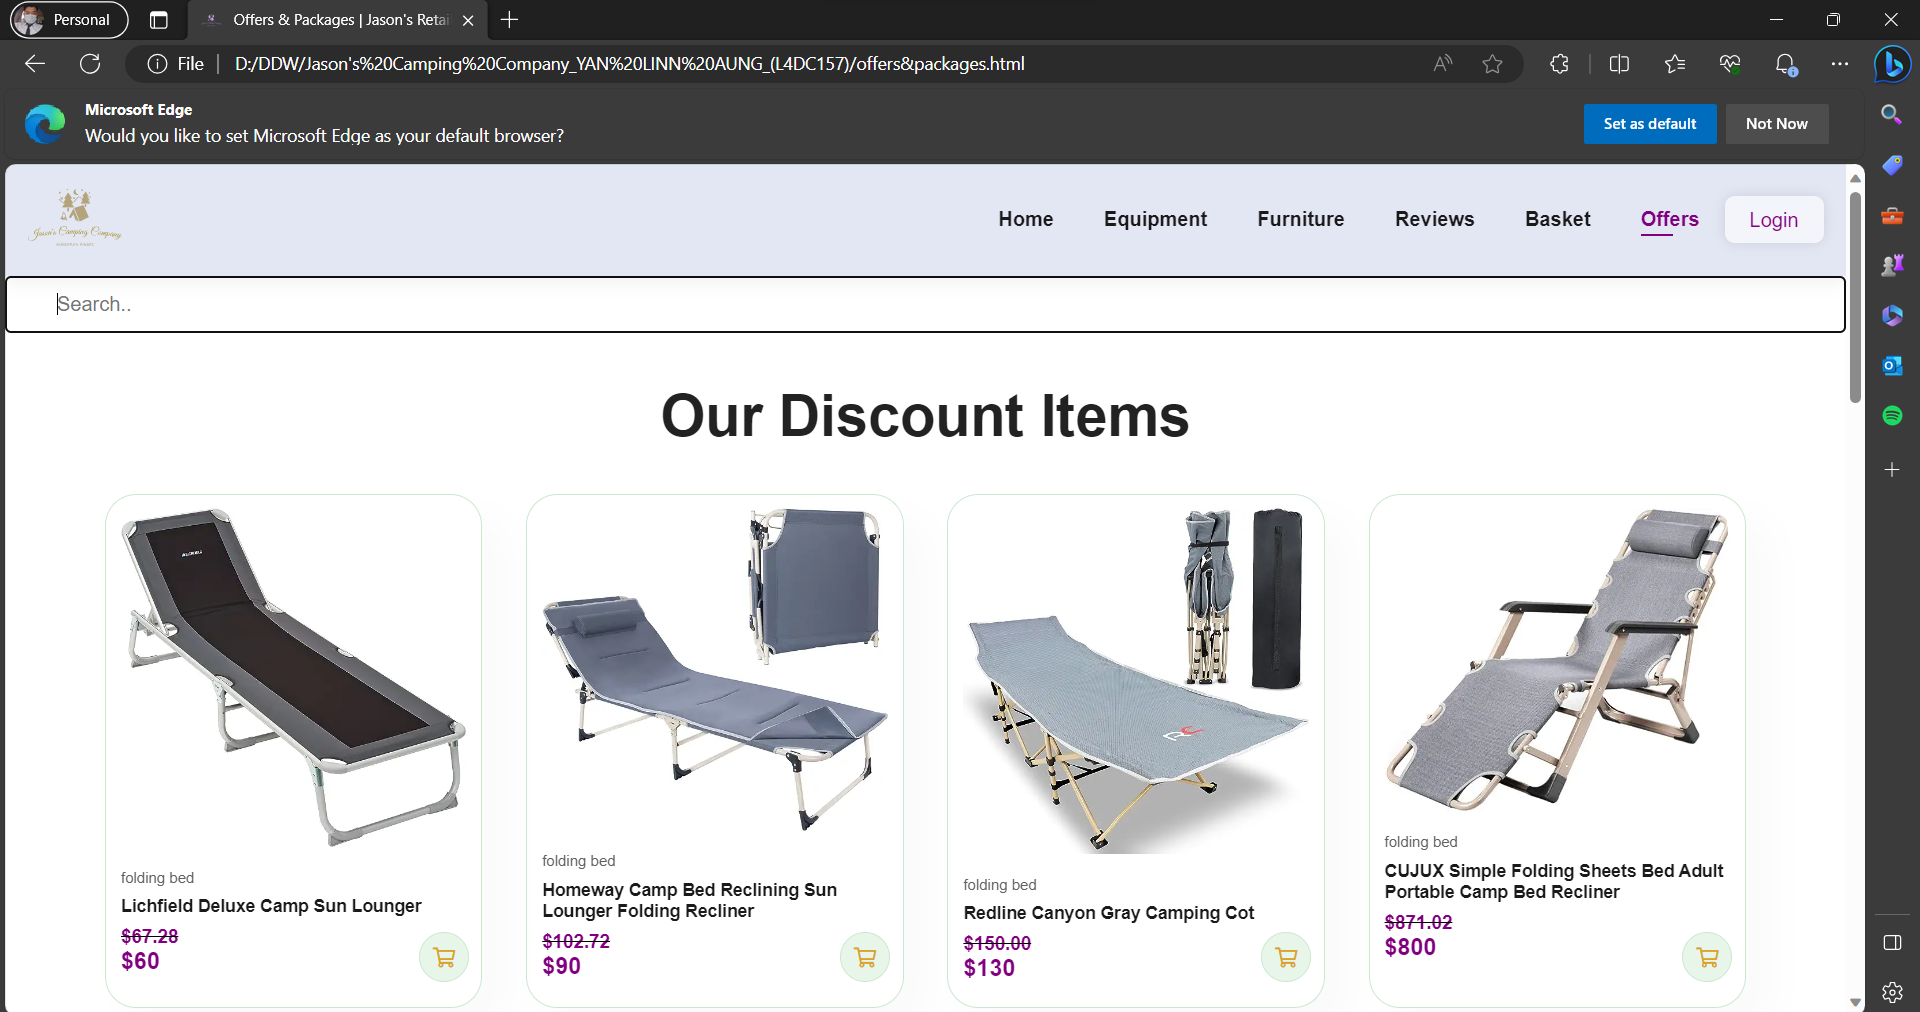 Personal
Offers & Packages | Jason's Retai
File
D:/DDW/Jason's%20Camping%20Company_YAN%20LINN%20AUNG_(L4DC157)/offers&packages.html
Microsoft Edge
Would you like to set Microsoft Edge as your default browser?
Set as default
Not Now
Jason's Camping Company
Home
Equipment
Furniture
Reviews
Basket
Offers
Login
Search..
Our Discount Items
folding bed
Lichfield Deluxe Camp Sun Lounger
$67.28
$60
folding bed
Homeway Camp Bed Reclining Sun
Lounger Folding Recliner
$102.72
$90
folding bed
Redline Canyon Gray Camping Cot
$150.00
$130
folding bed
CUJUX Simple Folding Sheets Bed Adult
Portable Camp Bed Recliner
$871.02
$800